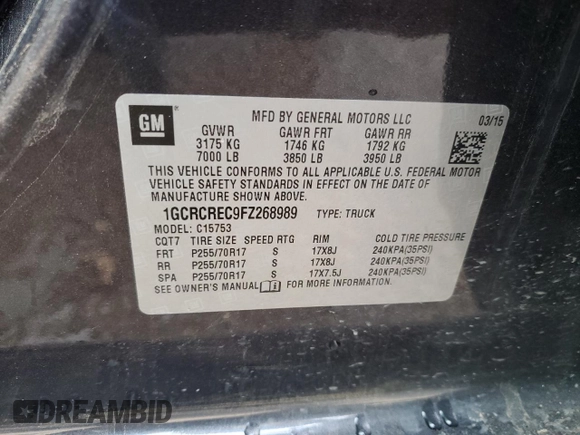 GM
MFD BY GENERAL MOTORS LLC 03/15
GVWR GAWR FRT GAWR RR
3175 KG 1746 KG 1792 KG
7000 LB 3850 LB 3950 LB
THIS VEHICLE CONFORMS TO ALL APPLICABLE U.S. FEDERAL MOTOR
VEHICLE SAFETY STANDARDS IN EFFECT ON THE DATE OF
MANUFACTURE SHOWN ABOVE.
1GCRCREC9FZ268989 TYPE: TRUCK
MODEL: C15753
CQT7 TIRE SIZE SPEED RTG RIM COLD TIRE PRESSURE
FRT P255/70R17 S 17X8J 240KPA(35PSI)
RR P255/70R17 S 17X8J 240KPA(35PSI)
SPA P255/70R17 S 17X7.5J 240KPA(35PSI)
SEE OWNER'S MANUAL FOR MORE INFORMATION.
DREAMBID